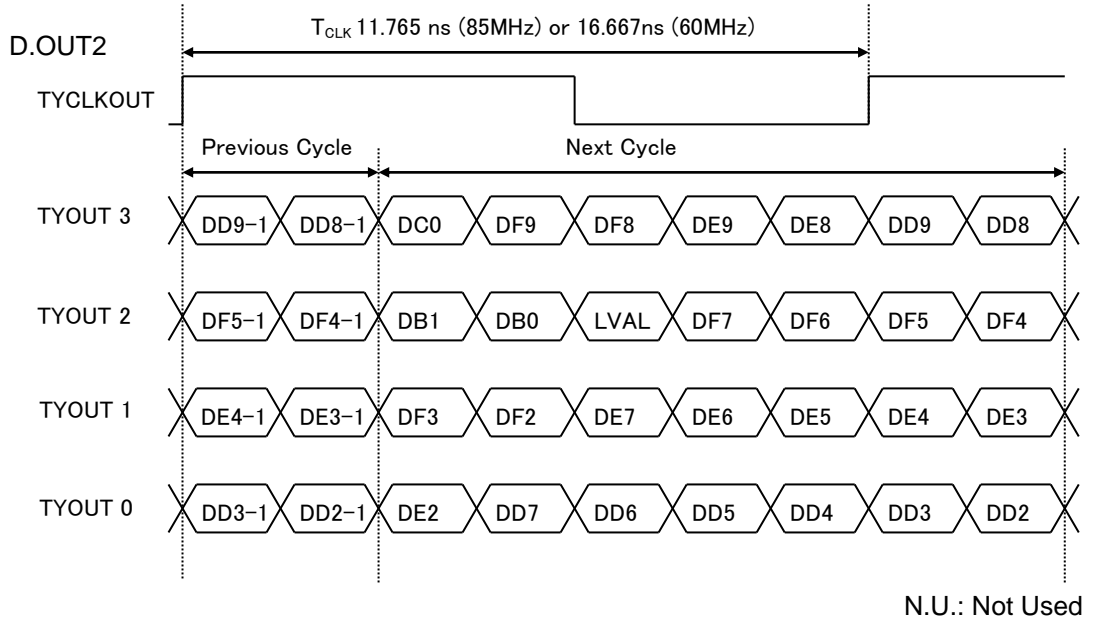 T_CLK 11.765 ns (85MHz) or 16.667ns (60MHz)
D.OUT2
TYCLKOUT
Previous Cycle Next Cycle
TYOUT 3 DD9-1 DD8-1 DC0 DF9 DF8 DE9 DE8 DD9 DD8
TYOUT 2 DF5-1 DF4-1 DB1 DB0 LVAL DF7 DF6 DF5 DF4
TYOUT 1 DE4-1 DE3-1 DF3 DF2 DE7 DE6 DE5 DE4 DE3
TYOUT 0 DD3-1 DD2-1 DE2 DD7 DD6 DD5 DD4 DD3 DD2
N.U.: Not Used